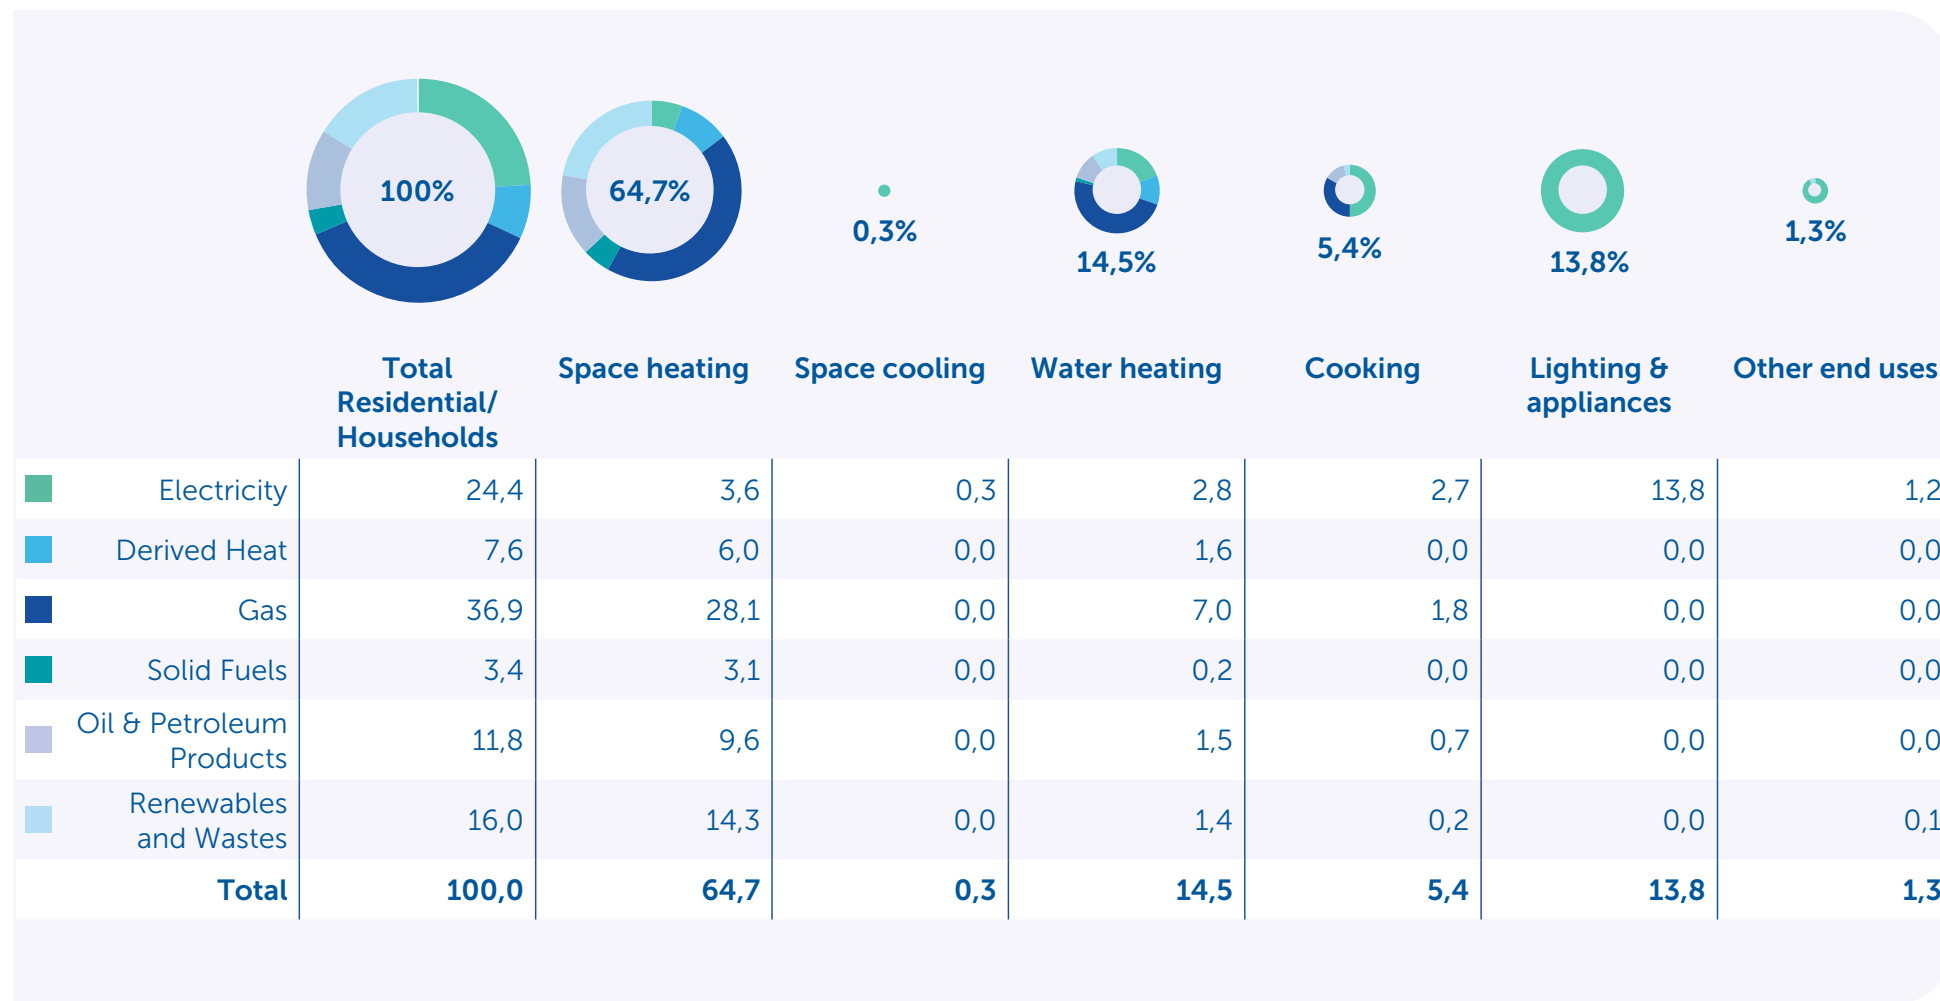 100% 64,7%
0,3% 14,5% 5,4% 13,8% 1,3%
Total Residential/ Households Space heating Space cooling Water heating Cooking Lighting & appliances Other end uses
Electricity 24,4 3,6 0,3 2,8 2,7 13,8 1,2
Derived Heat 7,6 6,0 0,0 1,6 0,0 0,0 0,0
Gas 36,9 28,1 0,0 7,0 1,8 0,0 0,0
Solid Fuels 3,4 3,1 0,0 0,2 0,0 0,0 0,0
Oil & Petroleum Products 11,8 9,6 0,0 1,5 0,7 0,0 0,0
Renewables and Wastes 16,0 14,3 0,0 1,4 0,2 0,0 0,1
Total 100,0 64,7 0,3 14,5 5,4 13,8 1,3